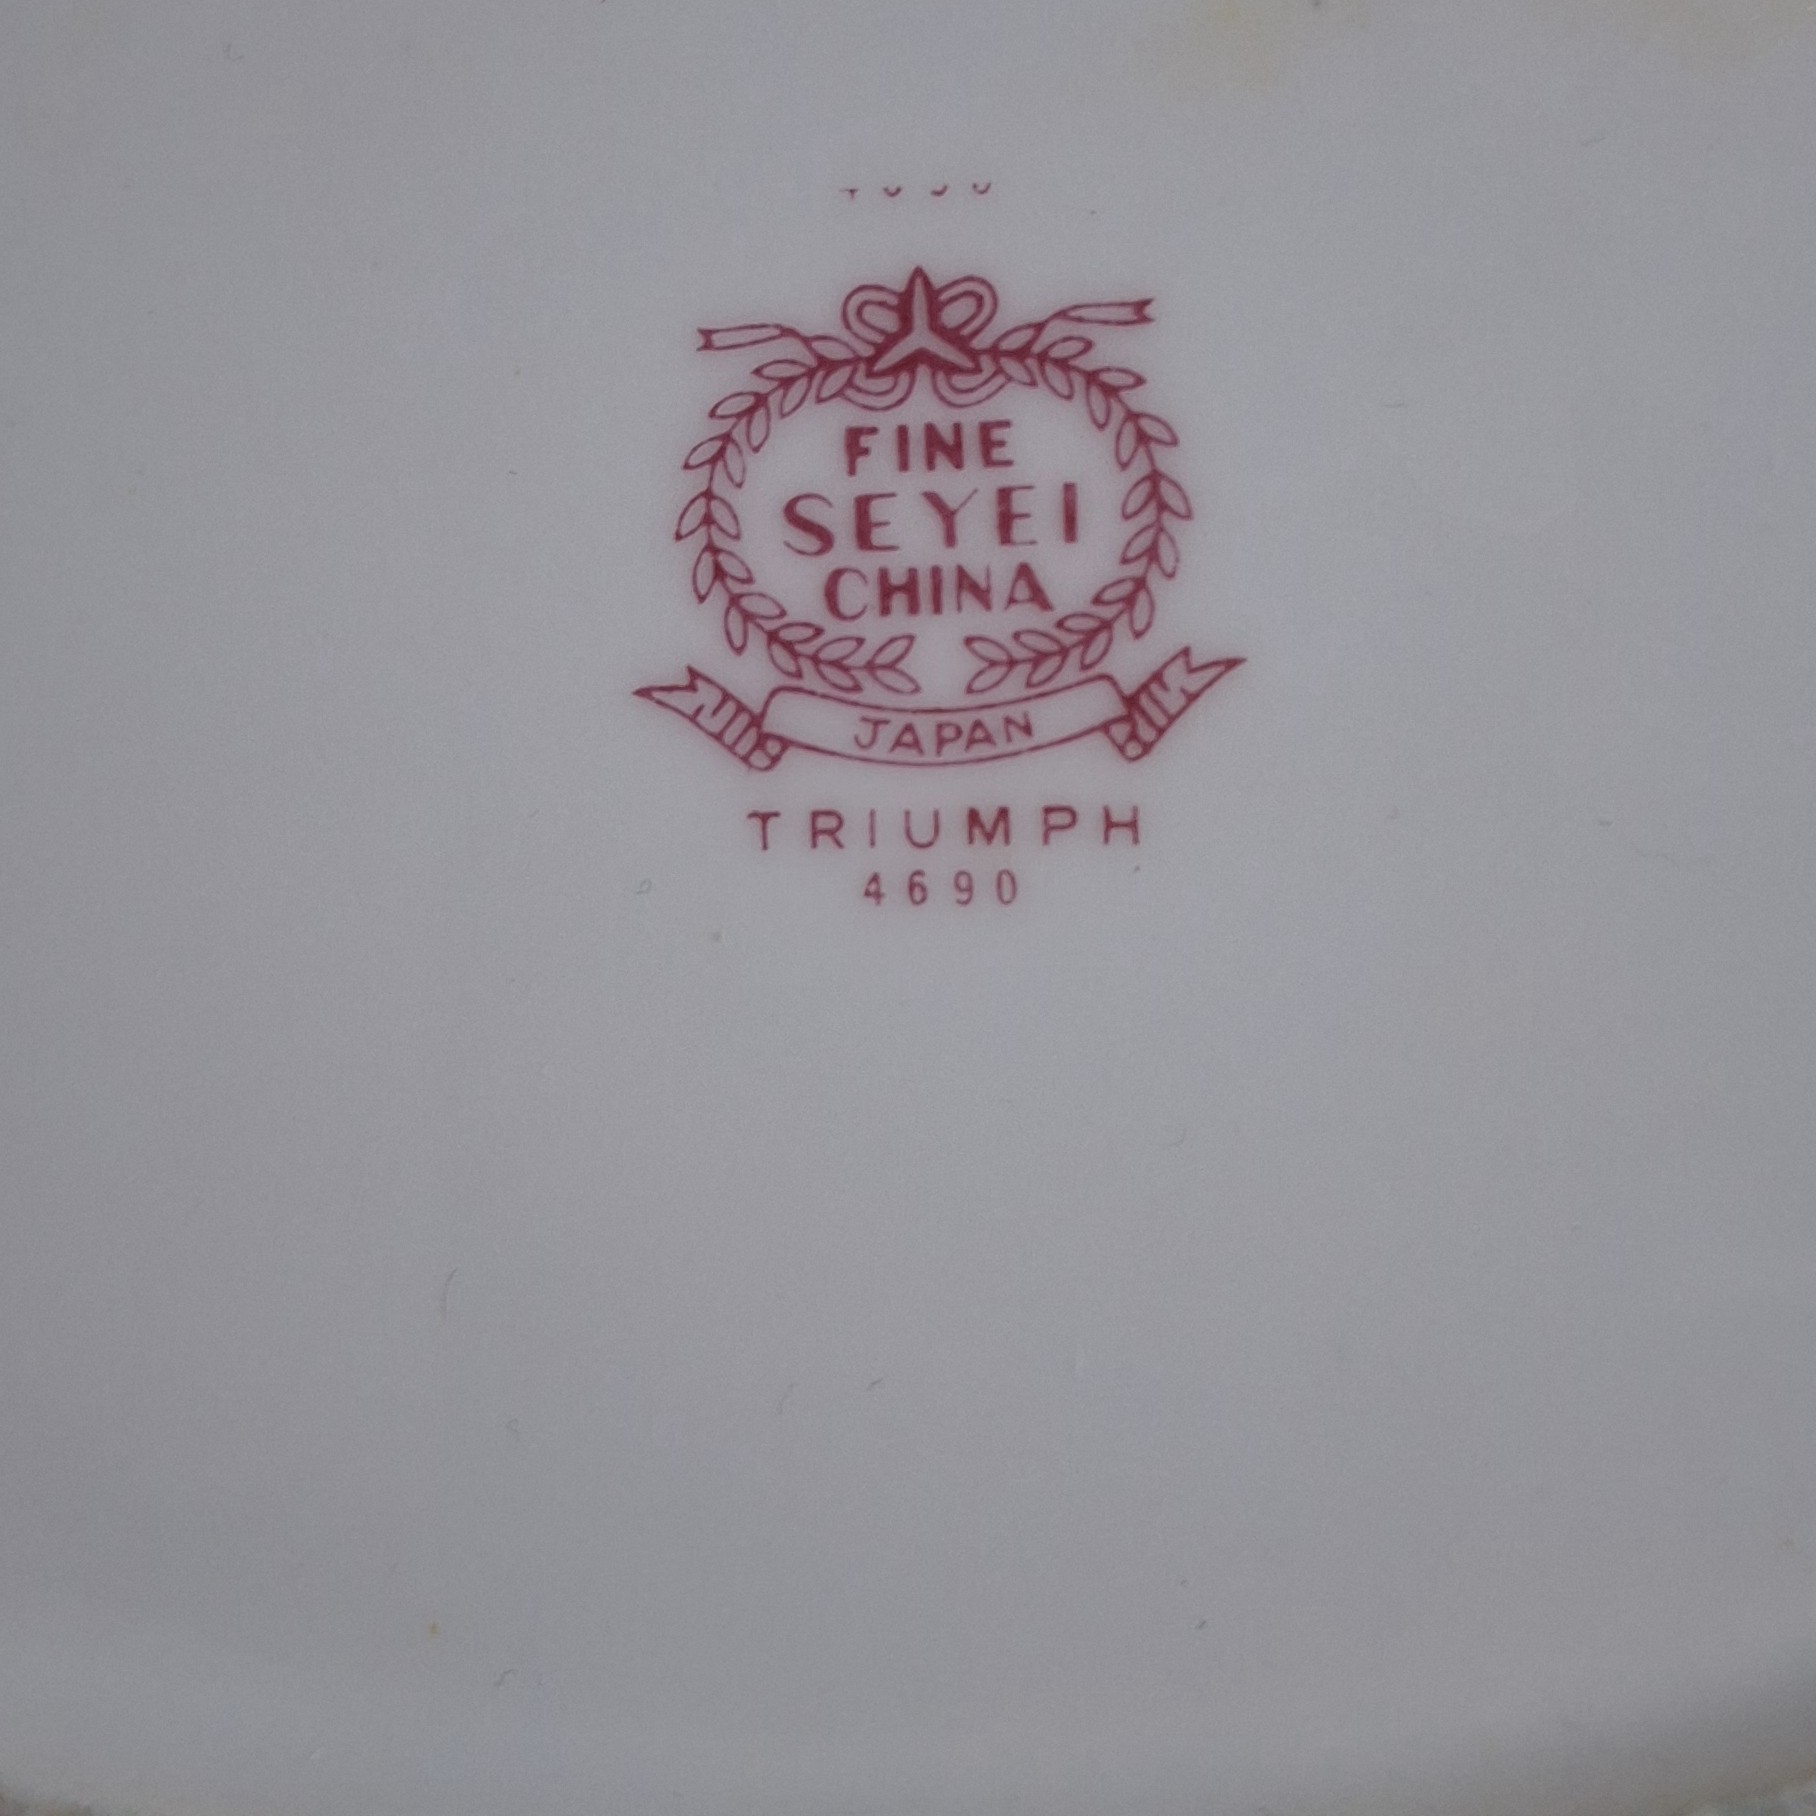 FINE
SEYEI
CHINA
JAPAN
TRIUMPH
4690